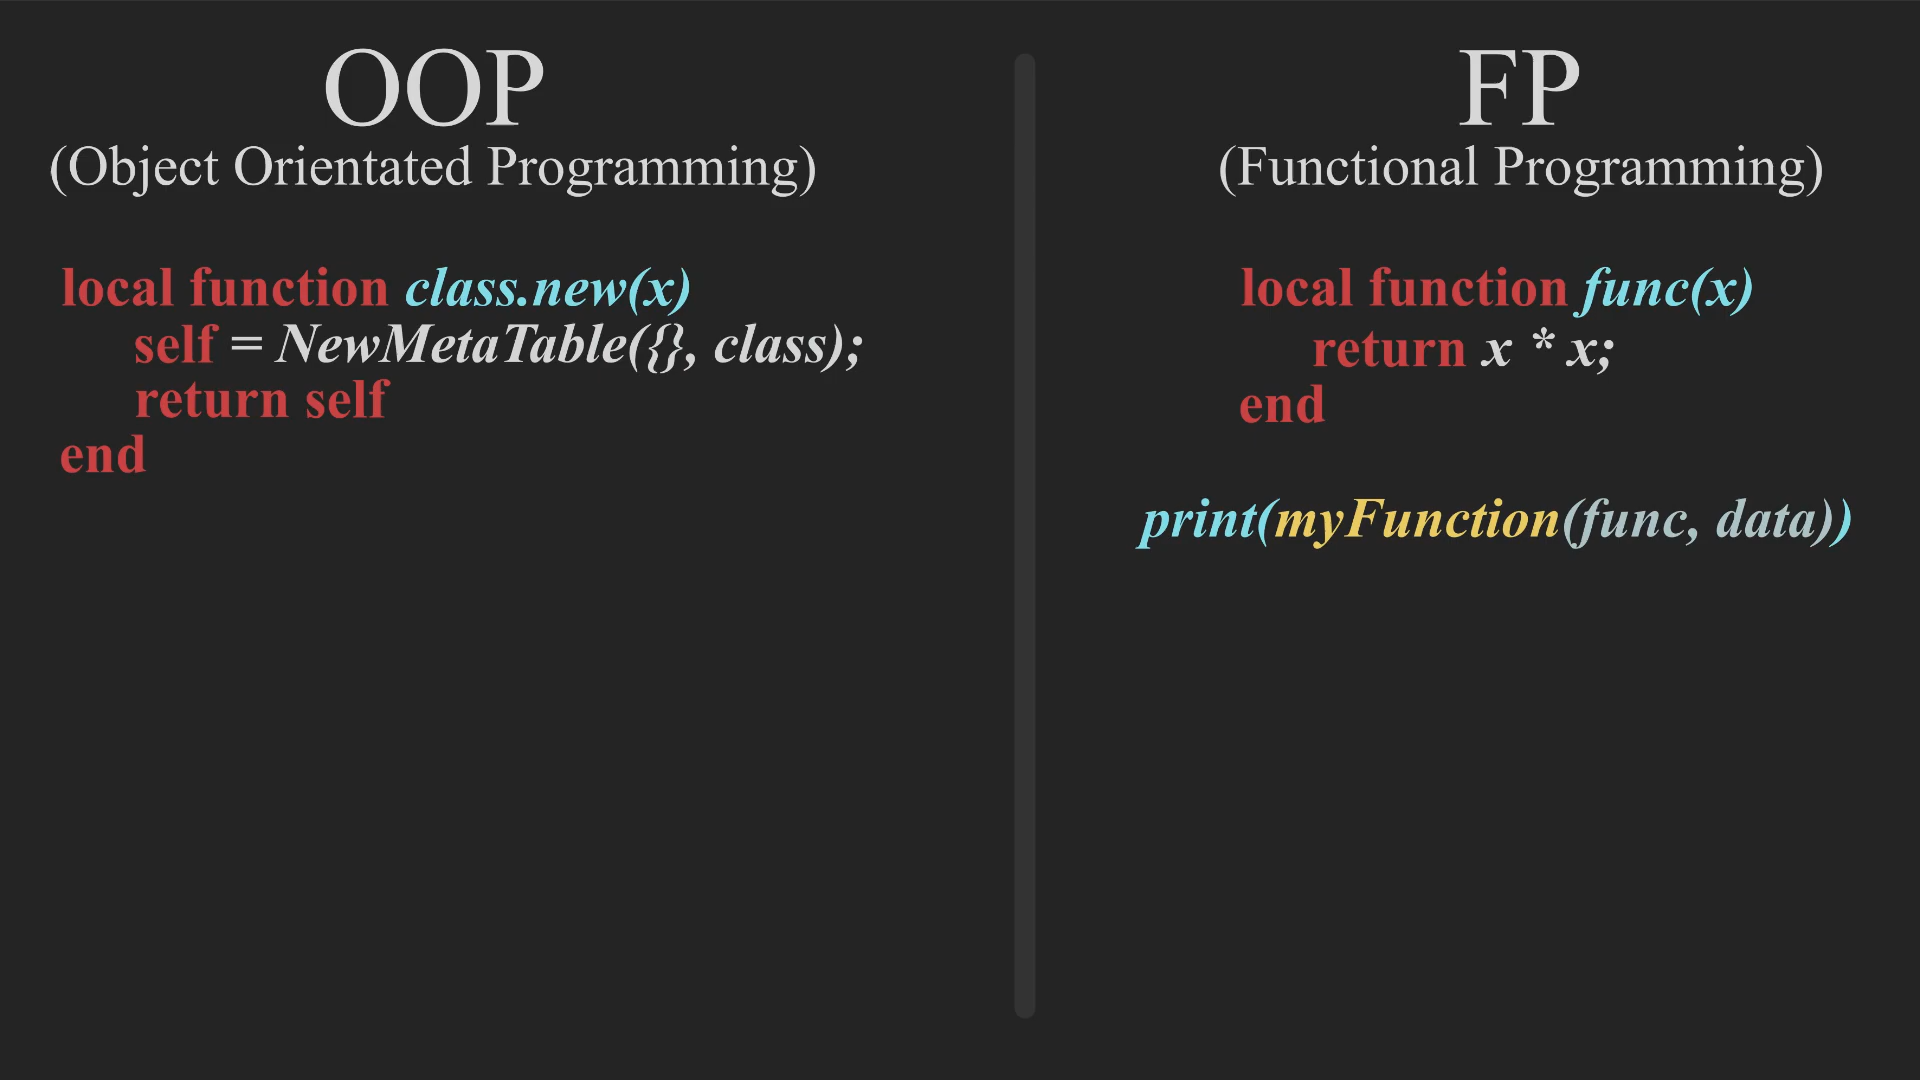 OOP
(Object Orientated Programming)
local function class.new(x)
self = NewMetaTable({}, class);
return self
end
FP
(Functional Programming)
local function func(x)
return x * x;
end
print(myFunction(func, data))